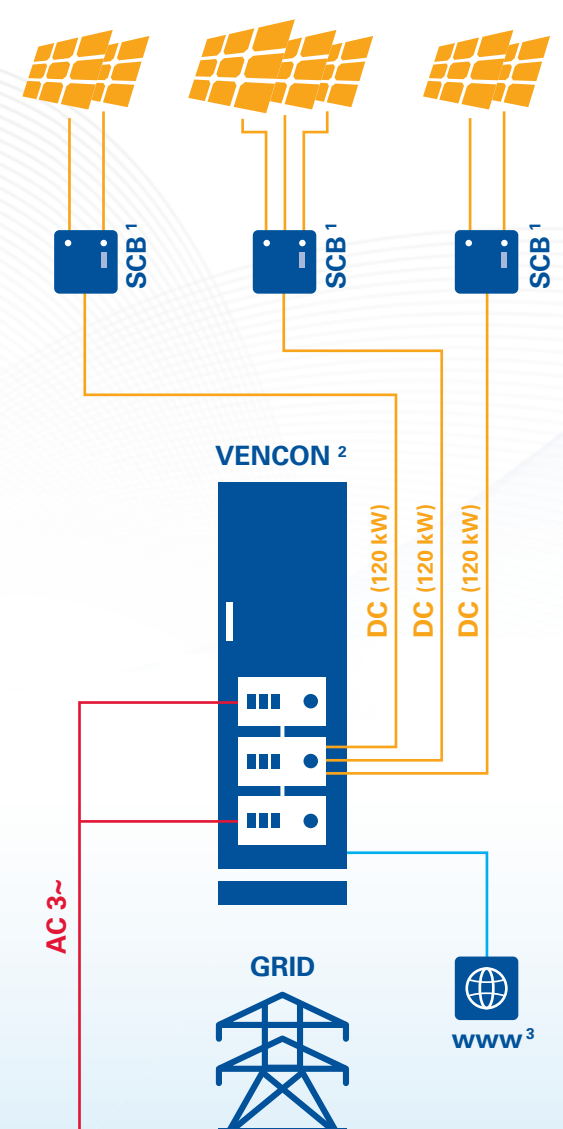 SCB ¹
SCB ¹
SCB ¹
VENCON ²
DC (120 kW)
DC (120 kW)
DC (120 kW)
AC 3~
GRID
www ³